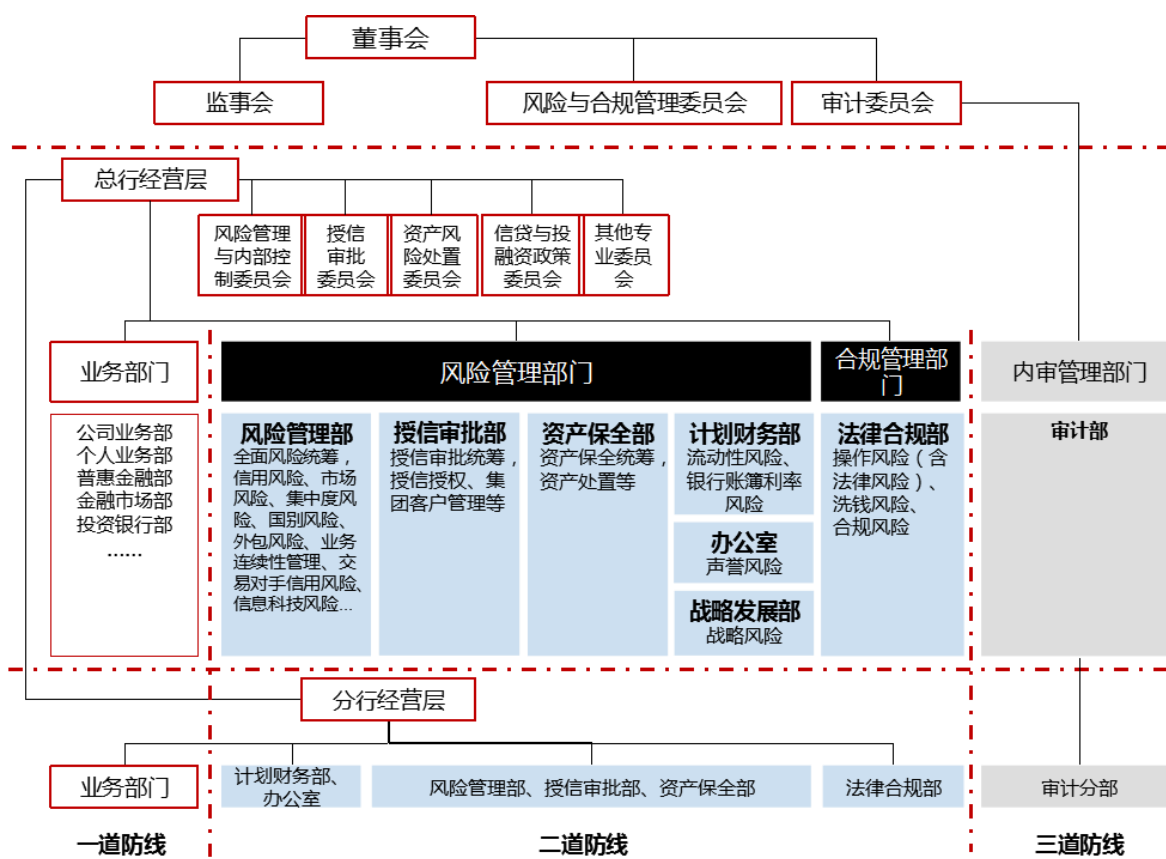 董事会
监事会
风险与合规管理委员会
审计委员会
总行经营层
风险管理
与内部控
制委员会
授信
审批
委员会
资产风
险处置
委员会
信贷与投
融资政策
委员会
其他专
业委员
会
业务部门
风险管理部门
合规管理部
门
内审管理部门
公司业务部
个人业务部
普惠金融部
金融市场部
投资银行部
……
风险管理部
全面风险统筹，
信用风险、市场
风险、集中度风
险、国别风险、
外包风险、业务
连续性管理、交
易对手信用风险、
信息科技风险...
授信审批部
授信审批统筹，
授信授权、集
团客户管理等
资产保全部
资产保全统筹，
资产处置等
计划财务部
流动性风险、
银行账簿利率
风险
办公室
声誉风险
战略发展部
战略风险
法律合规部
操作风险（含
法律风险）、
洗钱风险、
合规风险
审计部
分行经营层
业务部门
计划财务部、
办公室
风险管理部、授信审批部、资产保全部
法律合规部
审计分部
一道防线
二道防线
三道防线